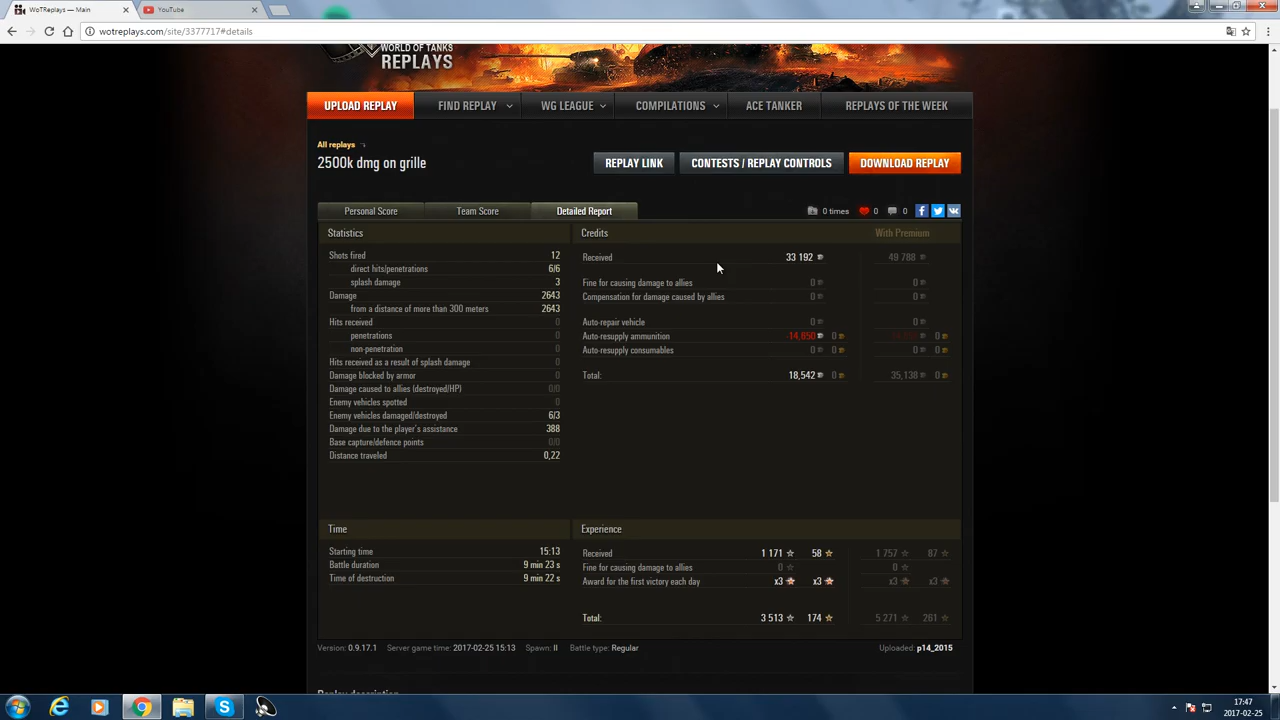 WoTReplays — Main
YouTube
wotreplays.com/site/3377717#details
WORLD OF TANKS
REPLAYS
UPLOAD REPLAY FIND REPLAY WG LEAGUE COMPILATIONS ACE TANKER REPLAYS OF THE WEEK
All replays
2500k dmg on grille
REPLAY LINK CONTESTS / REPLAY CONTROLS DOWNLOAD REPLAY
Personal Score Team Score Detailed Report 0 times 0 0
Statistics
Shots fired 12
direct hits/penetrations 6/6
splash damage 3
Damage 2643
from a distance of more than 300 meters 2643
Hits received 0
penetrations 0
non-penetration 0
Hits received as a result of splash damage 0
Damage blocked by armor 0
Damage caused to allies (destroyed/HP) 0/0
Enemy vehicles spotted 0
Enemy vehicles damaged/destroyed 6/3
Damage due to the player's assistance 388
Base capture/defence points 0/0
Distance traveled 0,22
Credits With Premium
Received 33 192 49 788
Fine for causing damage to allies 0 0
Compensation for damage caused by allies 0 0
Auto-repair vehicle 0 0
Auto-resupply ammunition -14,650 0 0
Auto-resupply consumables 0 0 0 0
Total: 18,542 0 35,138 0
Time
Starting time 15:13
Battle duration 9 min 23 s
Time of destruction 9 min 22 s
Experience
Received 1 171 58 1 757 87
Fine for causing damage to allies 0 0
Award for the first victory each day x3 x3 x3 x3
Total: 3 513 174 5 271 261
Version: 0.9.17.1 Server game time: 2017-02-25 15:13 Spawn: II Battle type: Regular Uploaded: p14_2015
Replay description
17:47
2017-02-25